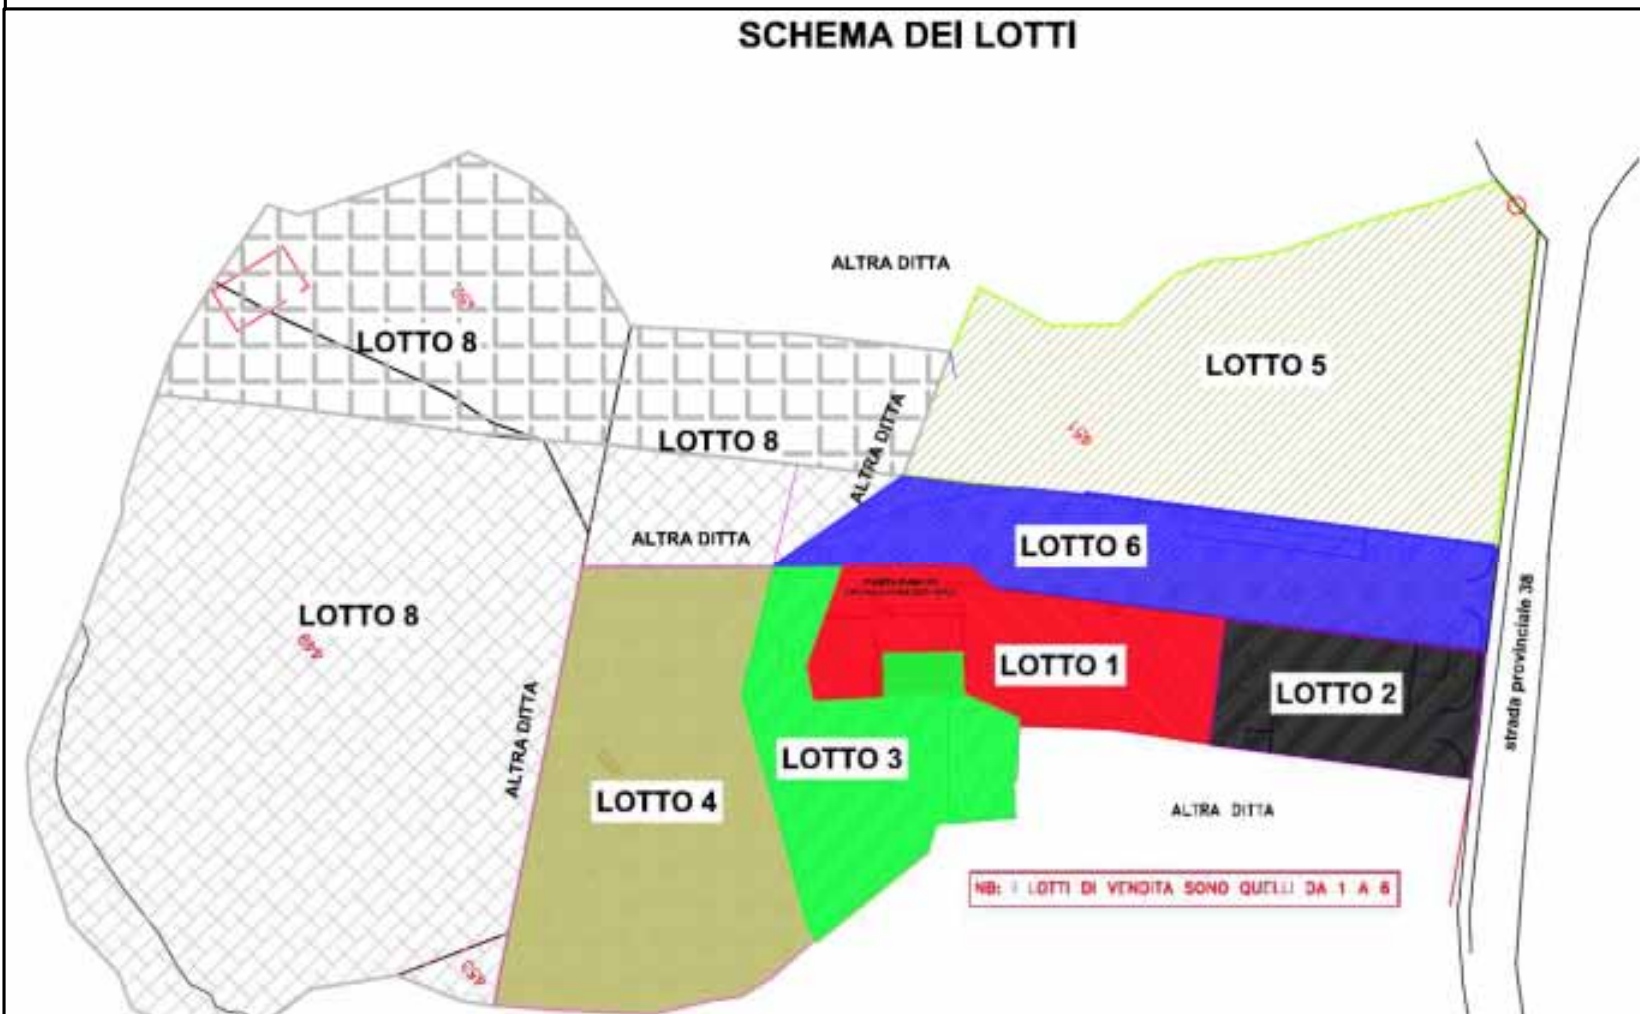 SCHEMA DEI LOTTI
ALTRA DITTA
LOTTO 8
LOTTO 5
ALTRA DITTA
451
LOTTO 8
ALTRA DITTA
LOTTO 6
LOTTO 8
449
LOTTO 1
LOTTO 2
strada provinciale 38
ALTRA DITTA
LOTTO 3
LOTTO 4
ALTRA DITTA
NB: I LOTTI DI VENDITA SONO QUELLI DA 1 A 6